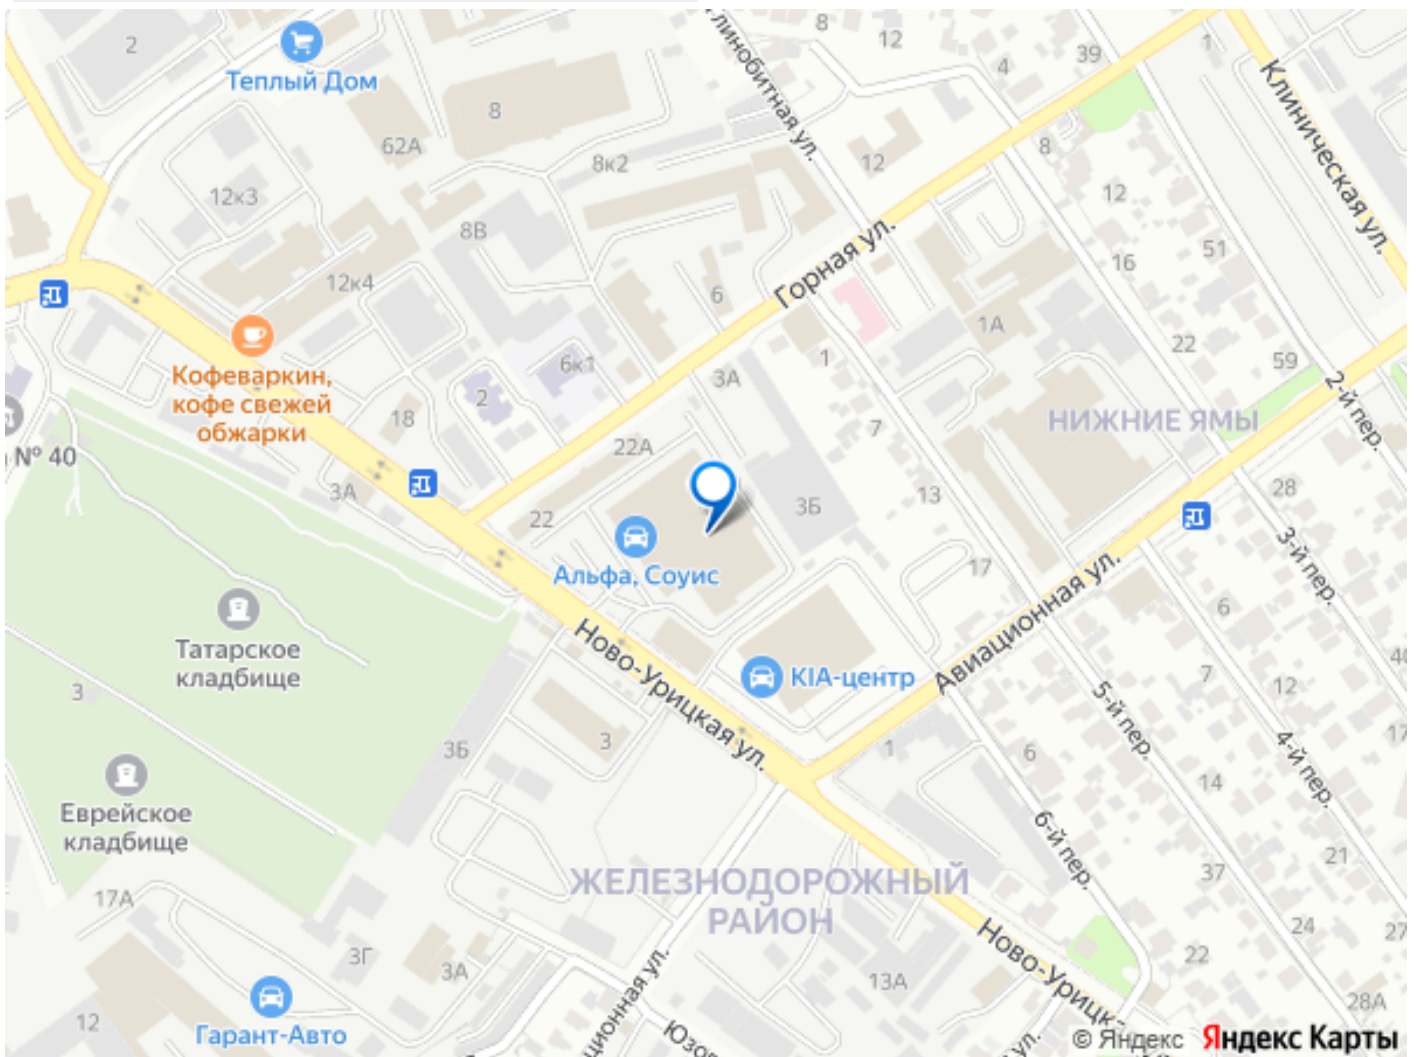 2
Теплый Дом
8
62А
8к2
12к3
8В
12к4
Кофеваркин,
кофе свежей
обжарки
6
6к1
2
18
3А
22А
22
3А
№ 40
Альфа, Соуис
3Б
Горная ул.
8
12
4
39
1
12
8
12
16
51
22
59
1А
1
7
13
17
НИЖНИЕ ЯМЫ
Клиническая ул.
2-й пер.
28
3-й пер.
Авиационная ул.
6
7
12
40
17
5-й пер.
4-й пер.
14
21
37
24
27
22
28А
6
6-й пер.
1
KIA-центр
Ново-Урицкая ул.
Татарское
кладбище
3
3Б
3
Еврейское
кладбище
17А
3Г
3А
12
Гарант-Авто
ЖЕЛЕЗНОДОРОЖНЫЙ
РАЙОН
13А
© Яндекс Яндекс Карты